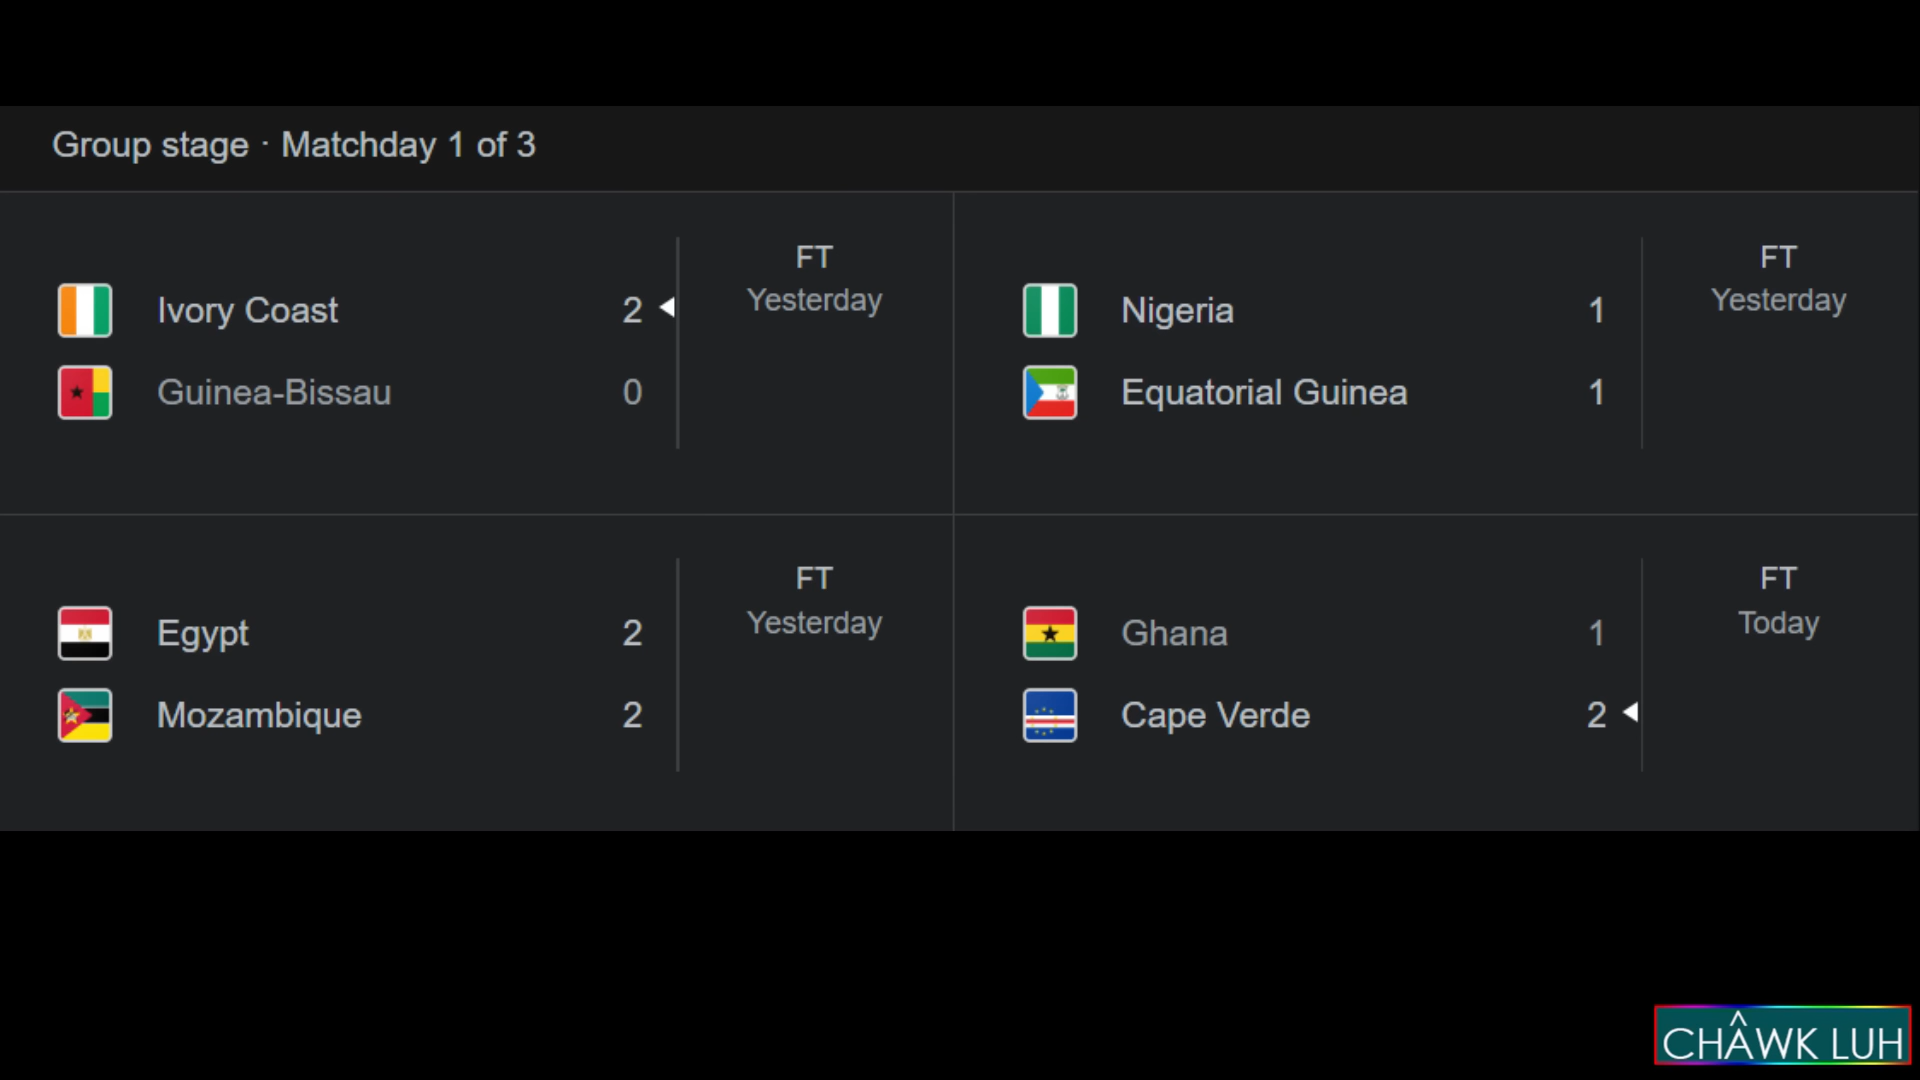 Group stage · Matchday 1 of 3
Ivory Coast 2
Guinea-Bissau 0
FT
Yesterday
Nigeria 1
Equatorial Guinea 1
FT
Yesterday
Egypt 2
Mozambique 2
FT
Yesterday
Ghana 1
Cape Verde 2
FT
Today
CHÂWK LUH